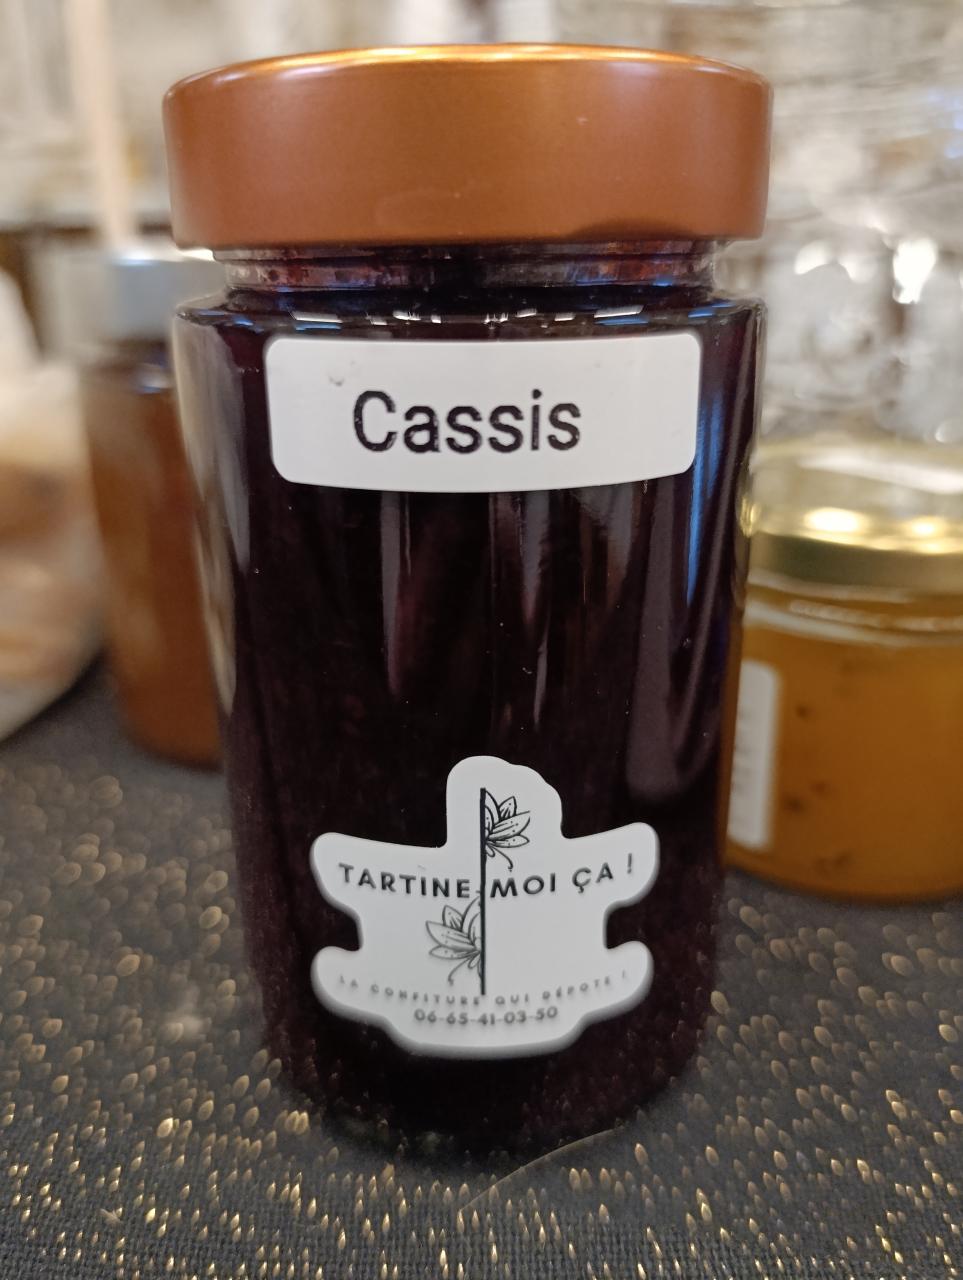 Cassis
TARTINE MOI ÇA !
LA CONFITURE QUI DÉPOTE !
06-65-41-03-50